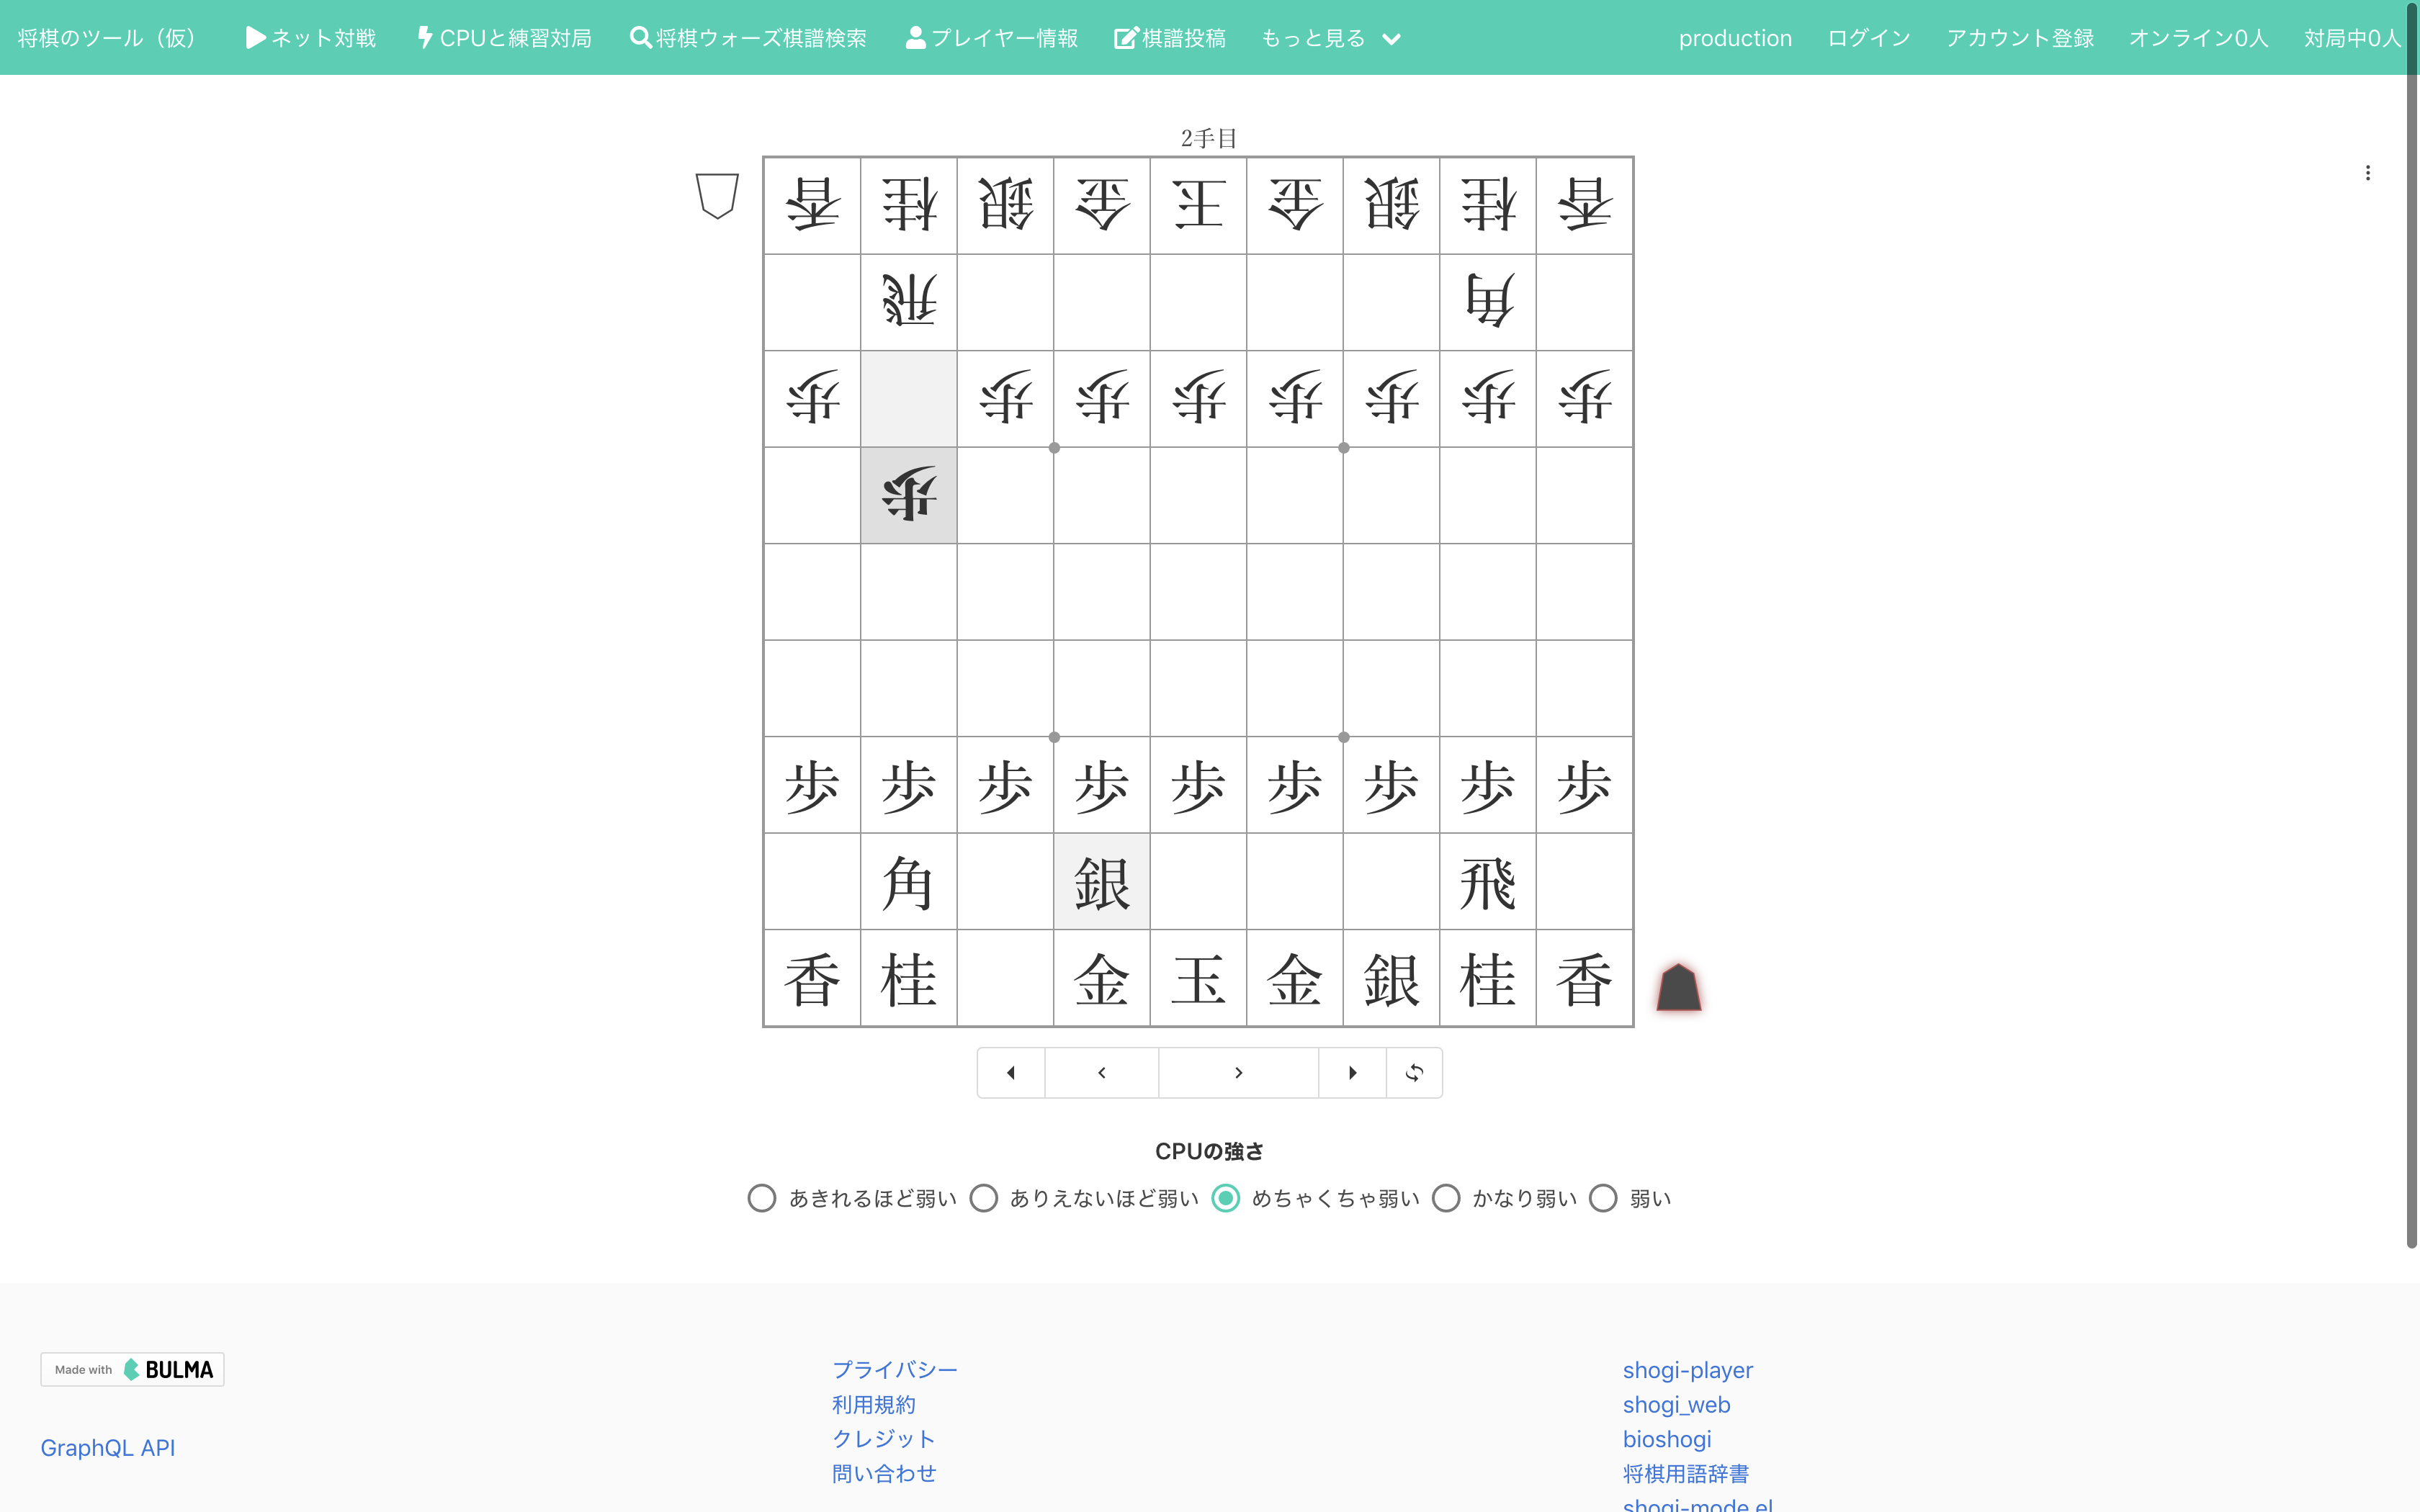 将棋のツール（仮） ネット対戦 CPUと練習対局 将棋ウォーズ棋譜検索 プレイヤー情報 棋譜投稿 もっと見る production ログイン アカウント登録 オンライン0人 対局中0人
2手目
香 桂 銀 金 王 金 銀 桂 香
飛 角
歩 歩 歩 歩 歩 歩 歩 歩
歩
歩 歩 歩 歩 歩 歩 歩 歩 歩
角 銀 飛
香 桂 金 玉 金 銀 桂 香
CPUの強さ
あきれるほど弱い ありえないほど弱い めちゃくちゃ弱い かなり弱い 弱い
Made with BULMA
GraphQL API
プライバシー
利用規約
クレジット
問い合わせ
shogi-player
shogi_web
bioshogi
将棋用語辞書
shogi-mode.el